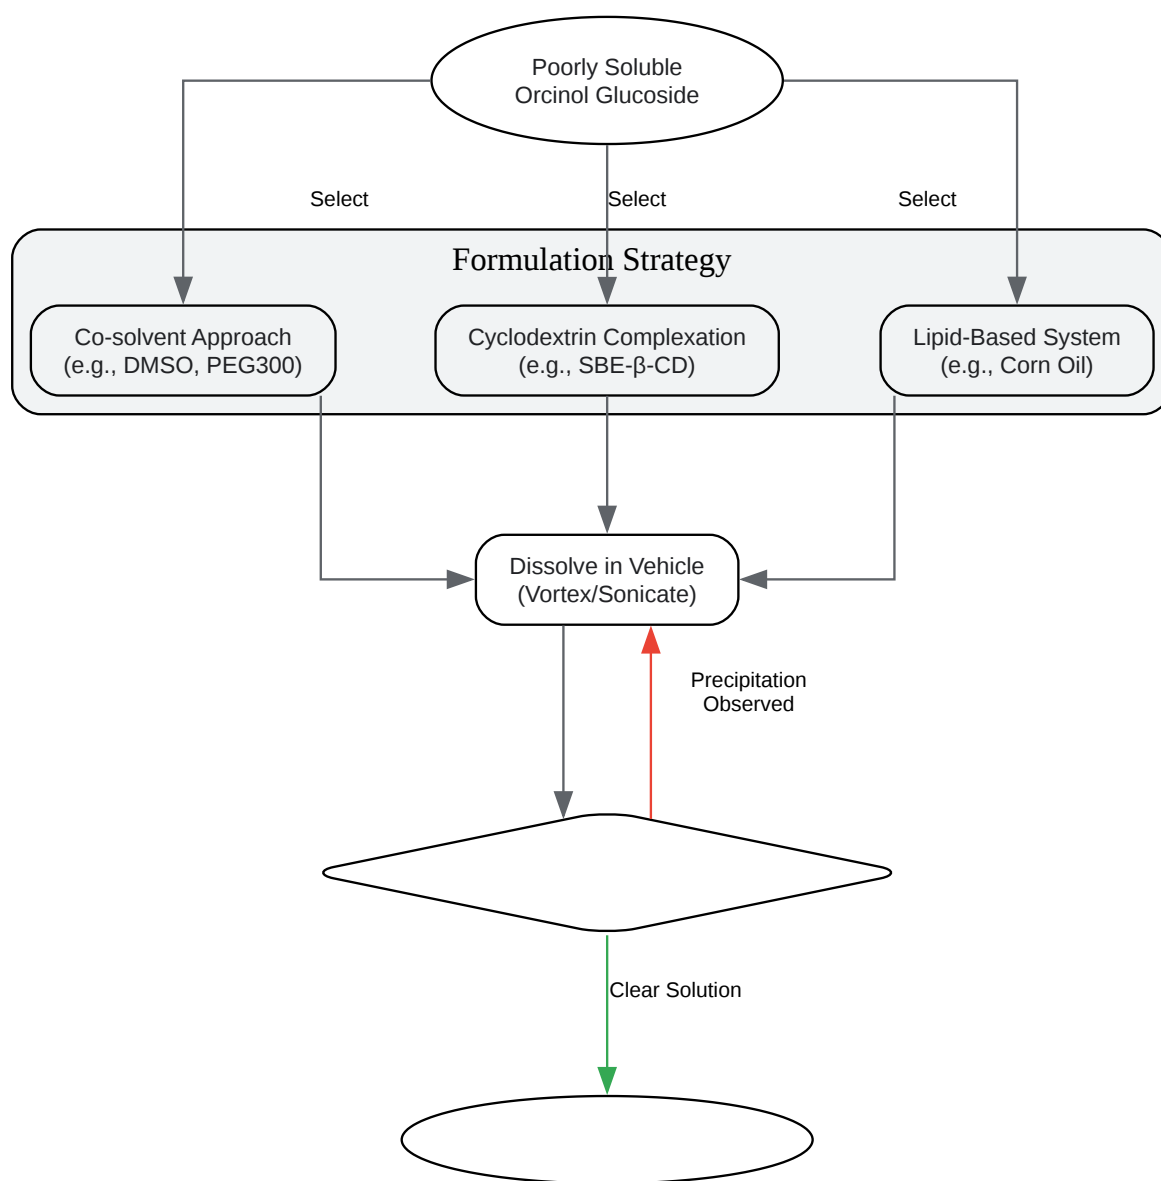 Poorly Soluble
Orcinol Glucoside
Select
Select
Select
Formulation Strategy
Co-solvent Approach
(e.g., DMSO, PEG300)
Cyclodextrin Complexation
(e.g., SBE-β-CD)
Lipid-Based System
(e.g., Corn Oil)
Dissolve in Vehicle
(Vortex/Sonicate)
Precipitation
Observed
Clear Solution